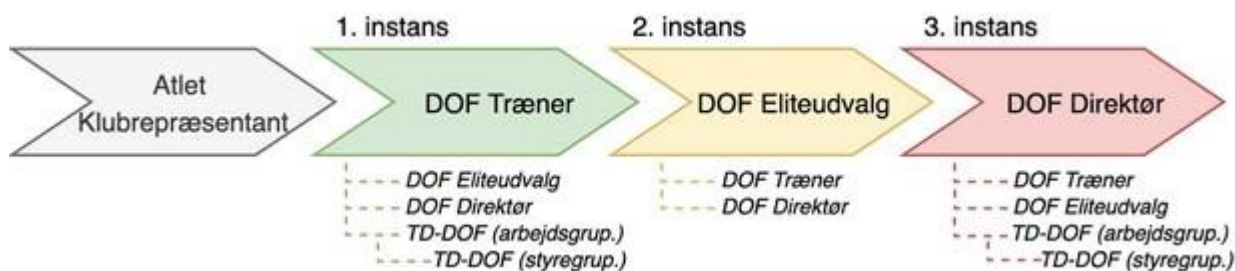 1. instans
2. instans
3. instans
Atlet
Klubrepræsentant
DOF Træner
DOF Eliteudvalg
DOF Direktør
DOF Eliteudvalg
DOF Direktør
TD-DOF (arbejdsgrup.)
TD-DOF (styregrup.)
DOF Træner
DOF Direktør
DOF Træner
DOF Eliteudvalg
TD-DOF (arbejdsgrup.)
TD-DOF (styregrup.)